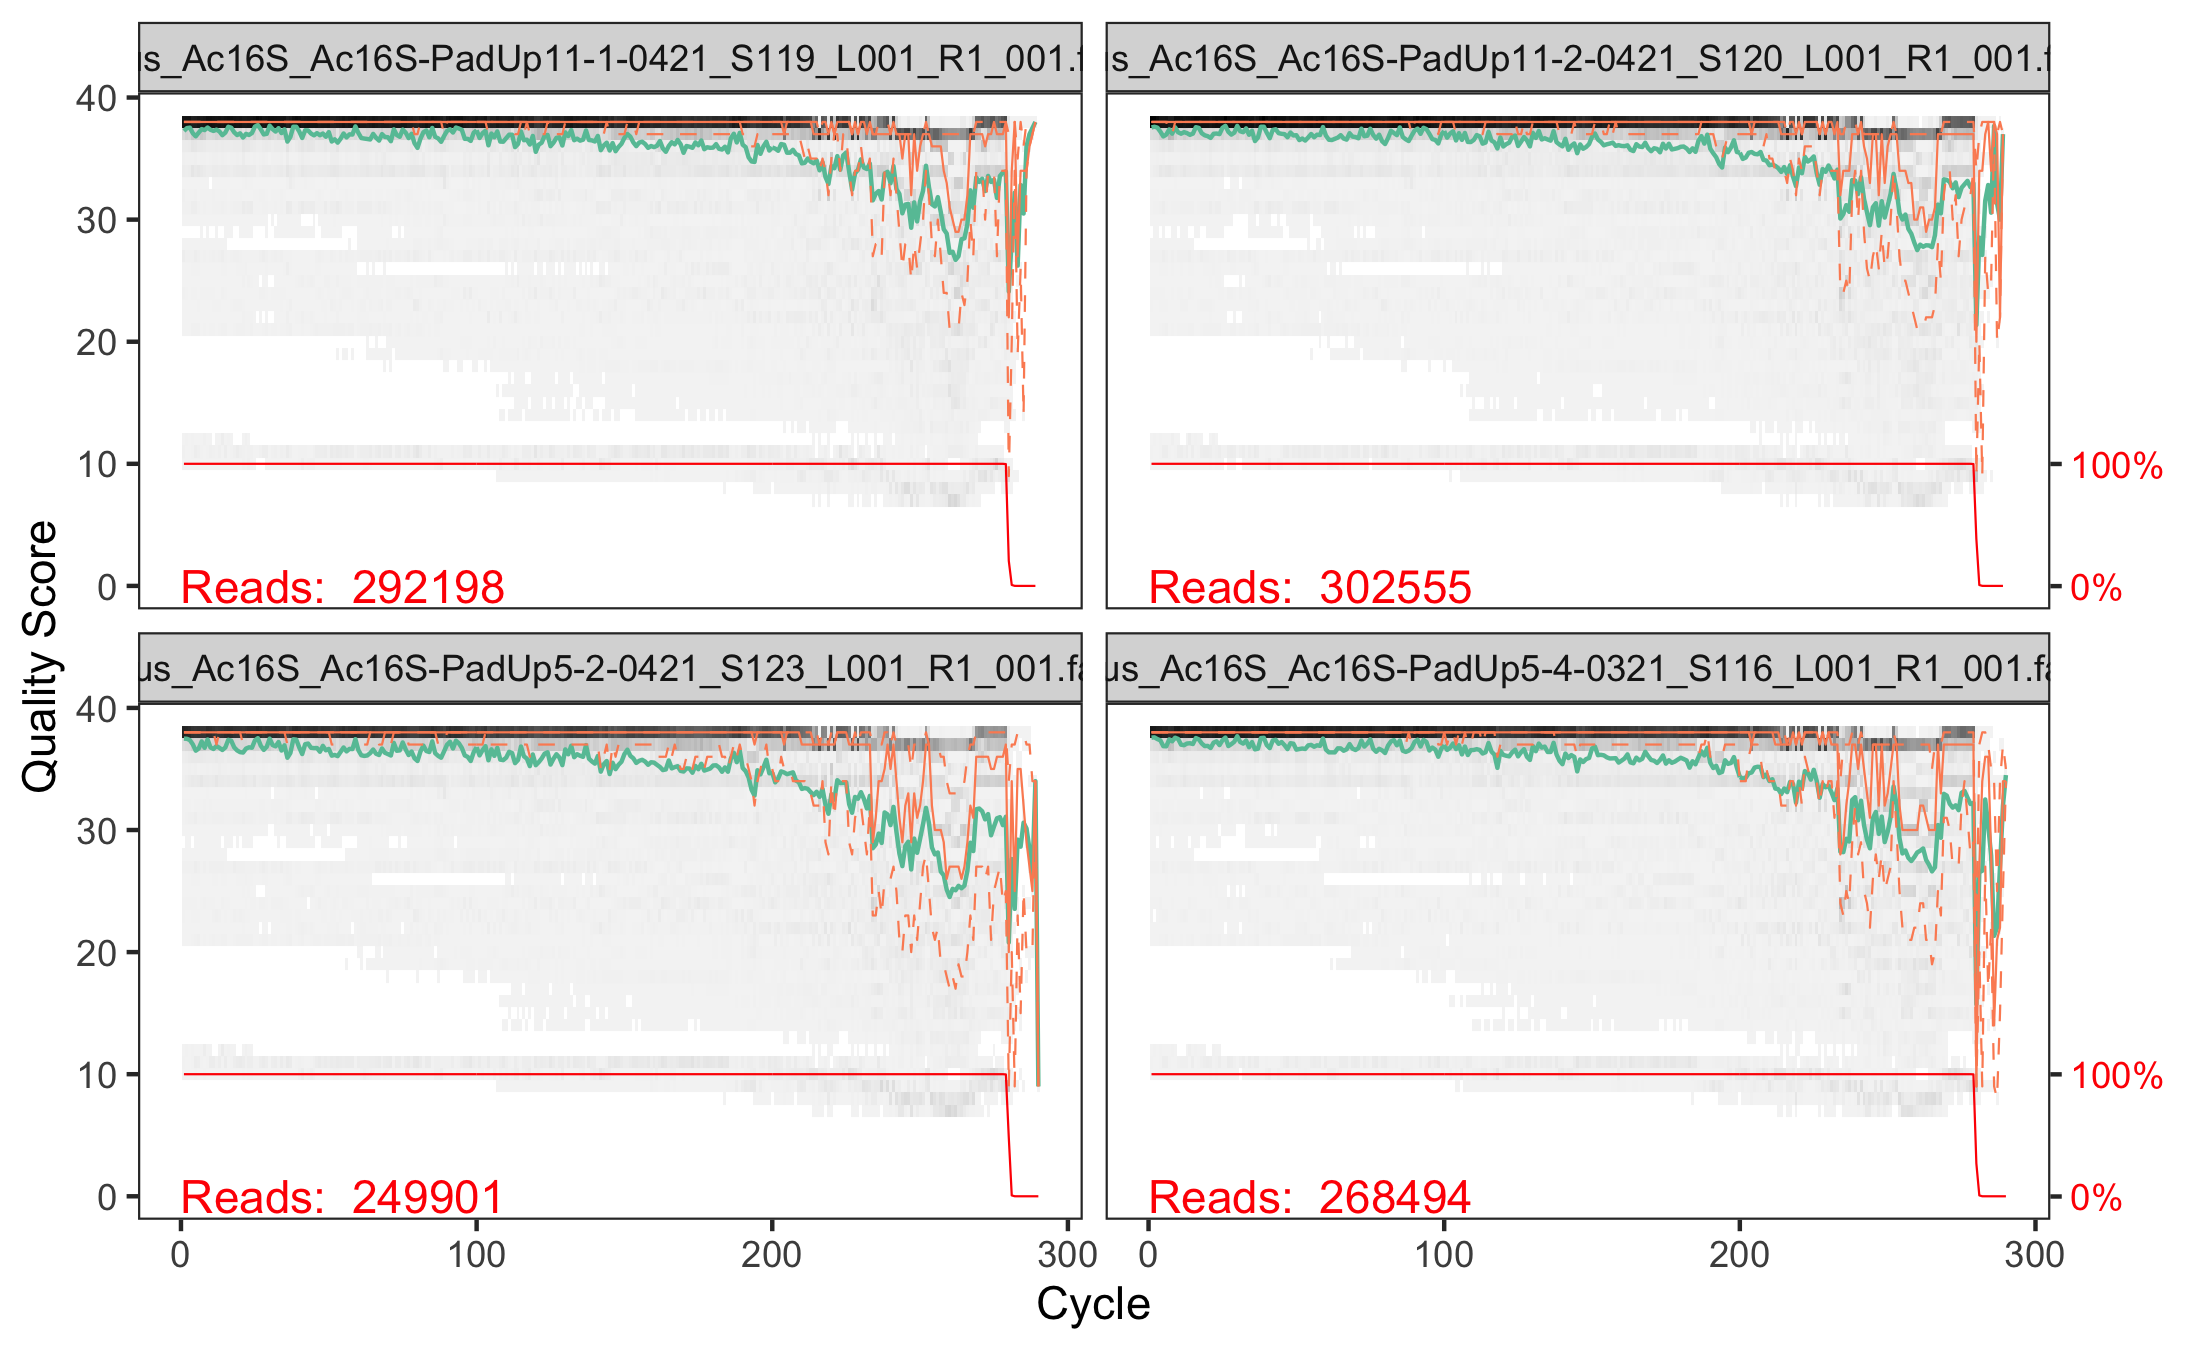 us_Ac16S_Ac16S-PadUp11-1-0421_S119_L001_R1_001.f
us_Ac16S_Ac16S-PadUp11-2-0421_S120_L001_R1_001.f
40
30
20
10
0
Reads: 292198
Reads: 302555
100%
0%
us_Ac16S_Ac16S-PadUp5-2-0421_S123_L001_R1_001.fa
us_Ac16S_Ac16S-PadUp5-4-0321_S116_L001_R1_001.fa
40
30
20
10
0
Reads: 249901
Reads: 268494
100%
0%
0 100 200 300
0 100 200 300
Quality Score
Cycle